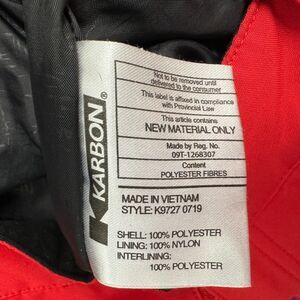 KARBON®
Not to be removed until
delivered to the consumer
This label is affixed in compliance
with Provincial Law
This article contains
NEW MATERIAL ONLY
Made by Reg. No.
09T-1268307
Content
POLYESTER FIBRES
MADE IN VIETNAM
STYLE: K9727 0719
SHELL: 100% POLYESTER
LINING: 100% NYLON
INTERLINING:
100% POLYESTER